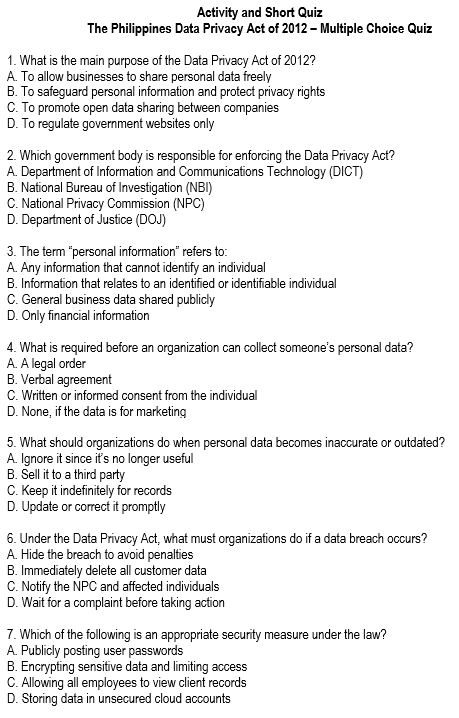 Activity and Short Quiz
The Philippines Data Privacy Act of 2012 – Multiple Choice Quiz
1. What is the main purpose of the Data Privacy Act of 2012?
A. To allow businesses to share personal data freely
B. To safeguard personal information and protect privacy rights
C. To promote open data sharing between companies
D. To regulate government websites only
2. Which government body is responsible for enforcing the Data Privacy Act?
A. Department of Information and Communications Technology (DICT)
B. National Bureau of Investigation (NBI)
C. National Privacy Commission (NPC)
D. Department of Justice (DOJ)
3. The term “personal information” refers to:
A. Any information that cannot identify an individual
B. Information that relates to an identified or identifiable individual
C. General business data shared publicly
D. Only financial information
4. What is required before an organization can collect someone’s personal data?
A. A legal order
B. Verbal agreement
C. Written or informed consent from the individual
D. None, if the data is for marketing
5. What should organizations do when personal data becomes inaccurate or outdated?
A. Ignore it since it’s no longer useful
B. Sell it to a third party
C. Keep it indefinitely for records
D. Update or correct it promptly
6. Under the Data Privacy Act, what must organizations do if a data breach occurs?
A. Hide the breach to avoid penalties
B. Immediately delete all customer data
C. Notify the NPC and affected individuals
D. Wait for a complaint before taking action
7. Which of the following is an appropriate security measure under the law?
A. Publicly posting user passwords
B. Encrypting sensitive data and limiting access
C. Allowing all employees to view client records
D. Storing data in unsecured cloud accounts